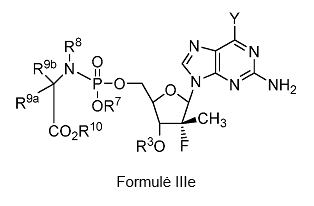 Y
R⁸
R⁹ᵇ N O N N
P O O N N NH₂
R⁹ᵃ OR⁷
CH₃
CO₂R¹⁰ R³O F
Formulé IIIe